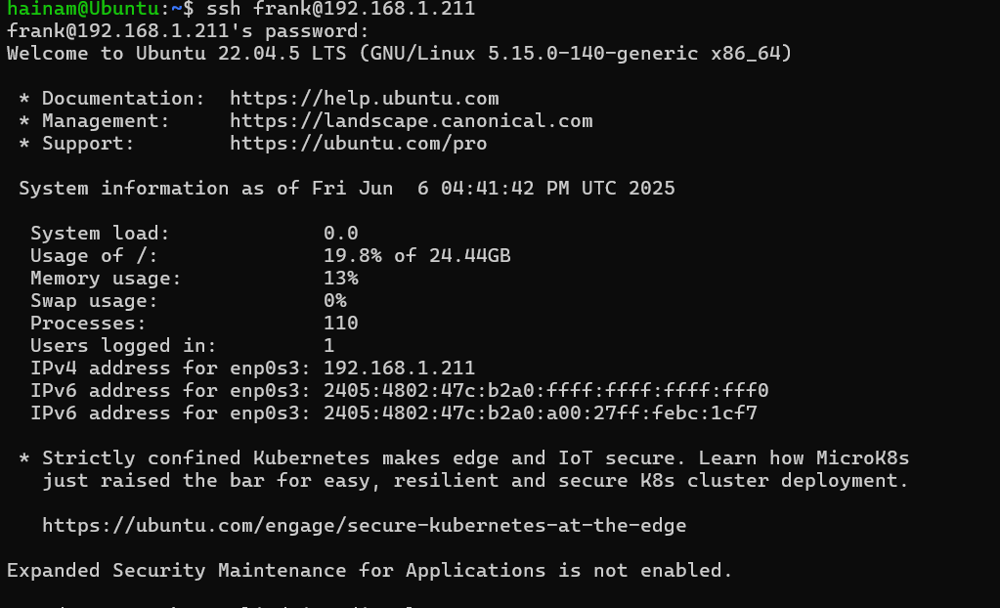 hainam@Ubuntu:~$ ssh frank@192.168.1.211
frank@192.168.1.211's password:
Welcome to Ubuntu 22.04.5 LTS (GNU/Linux 5.15.0-140-generic x86_64)
* Documentation:  https://help.ubuntu.com
* Management:     https://landscape.canonical.com
* Support:        https://ubuntu.com/pro
System information as of Fri Jun  6 04:41:42 PM UTC 2025
System load:             0.0
Usage of /:              19.8% of 24.44GB
Memory usage:            13%
Swap usage:              0%
Processes:               110
Users logged in:         1
IPv4 address for enp0s3: 192.168.1.211
IPv6 address for enp0s3: 2405:4802:47c:b2a0:ffff:ffff:ffff:fff0
IPv6 address for enp0s3: 2405:4802:47c:b2a0:a00:27ff:febc:1cf7
* Strictly confined Kubernetes makes edge and IoT secure. Learn how MicroK8s
just raised the bar for easy, resilient and secure K8s cluster deployment.
https://ubuntu.com/engage/secure-kubernetes-at-the-edge
Expanded Security Maintenance for Applications is not enabled.